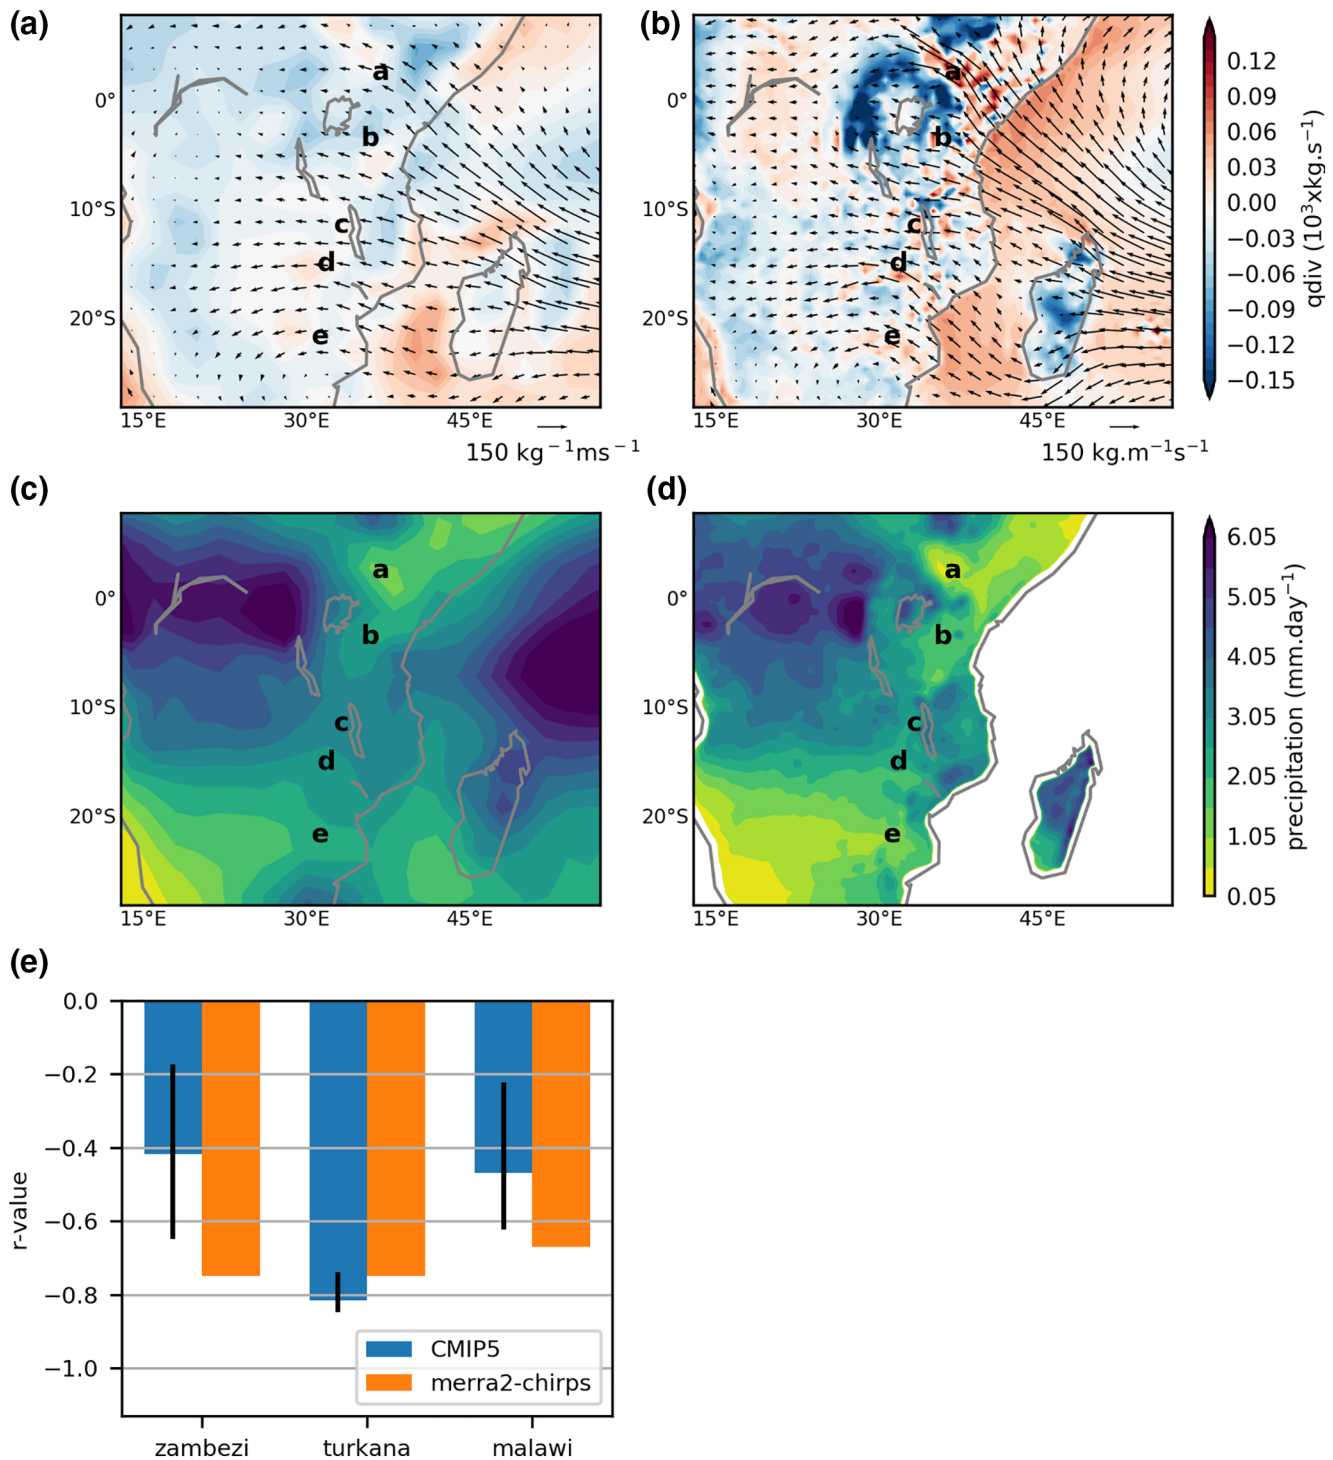 (a)
(b)
a
b
c
d
e
0°
10°S
20°S
15°E
30°E
45°E
150 kg⁻¹ms⁻¹
a
b
c
d
e
0°
10°S
20°S
15°E
30°E
45°E
150 kg.m⁻¹s⁻¹
0.12
0.09
0.06
0.03
0.00
−0.03
−0.06
−0.09
−0.12
−0.15
qdiv (10³xkg.s⁻¹)
(c)
(d)
a
b
c
d
e
0°
10°S
20°S
15°E
30°E
45°E
a
b
c
d
e
0°
10°S
20°S
15°E
30°E
45°E
6.05
5.05
4.05
3.05
2.05
1.05
0.05
precipitation (mm.day⁻¹)
(e)
0.0
−0.2
−0.4
−0.6
−0.8
−1.0
r-value
CMIP5
merra2-chirps
zambezi
turkana
malawi